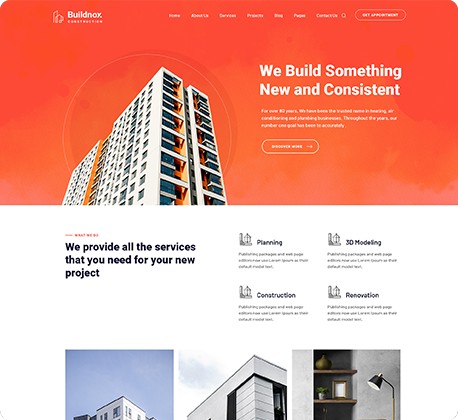 Buildnox
CONSTRUCTION
Home About Us Services Projects Blog Pages Contact Us
GET APPOINTMENT
We Build Something
New and Consistent
For over 80 years, We have been the trusted name in heating, air
conditioning and plumbing businesses. Throughout the years, our
number one goal has been to accurately .
DISCOVER MORE
WHAT WE DO
We provide all the services
that you need for your new
project
Planning
Publishing packages and web page
editors now use Lorem Ipsum as their
default model text.
3D Modeling
Publishing packages and web page
editors now use Lorem Ipsum as their
default model text.
Construction
Publishing packages and web page
editors now use Lorem Ipsum as their
default model text.
Renovation
Publishing packages and web page
editors now use Lorem Ipsum as their
default model text.